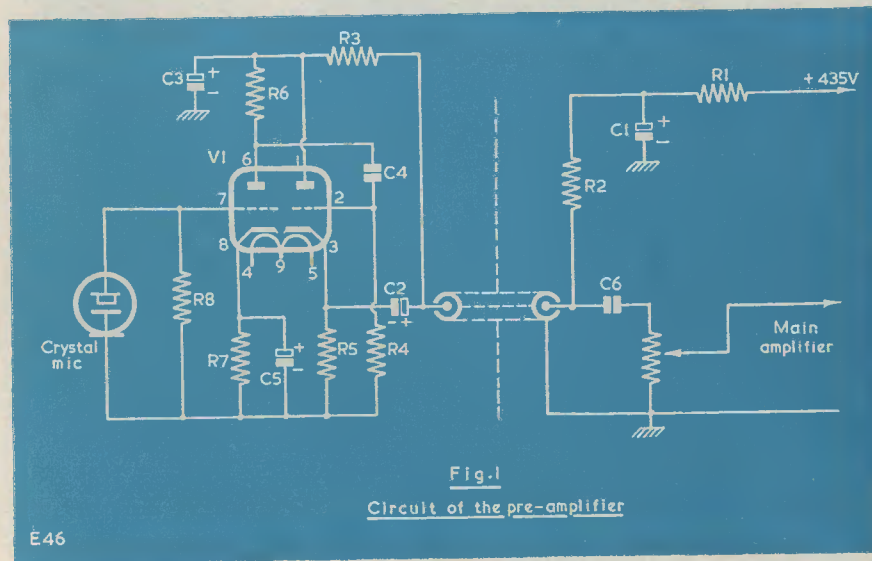 R3
R1
+ 435V
C3
+
-
R6
C1
+
-
V1
6
1
C4
R2
7
2
8
3
4
9
5
C2
C6
- +
Crystal
mic
R8
R7
C5
+
-
R5
R4
Main
amplifier
Fig.1
Circuit of the pre-amplifier
E46